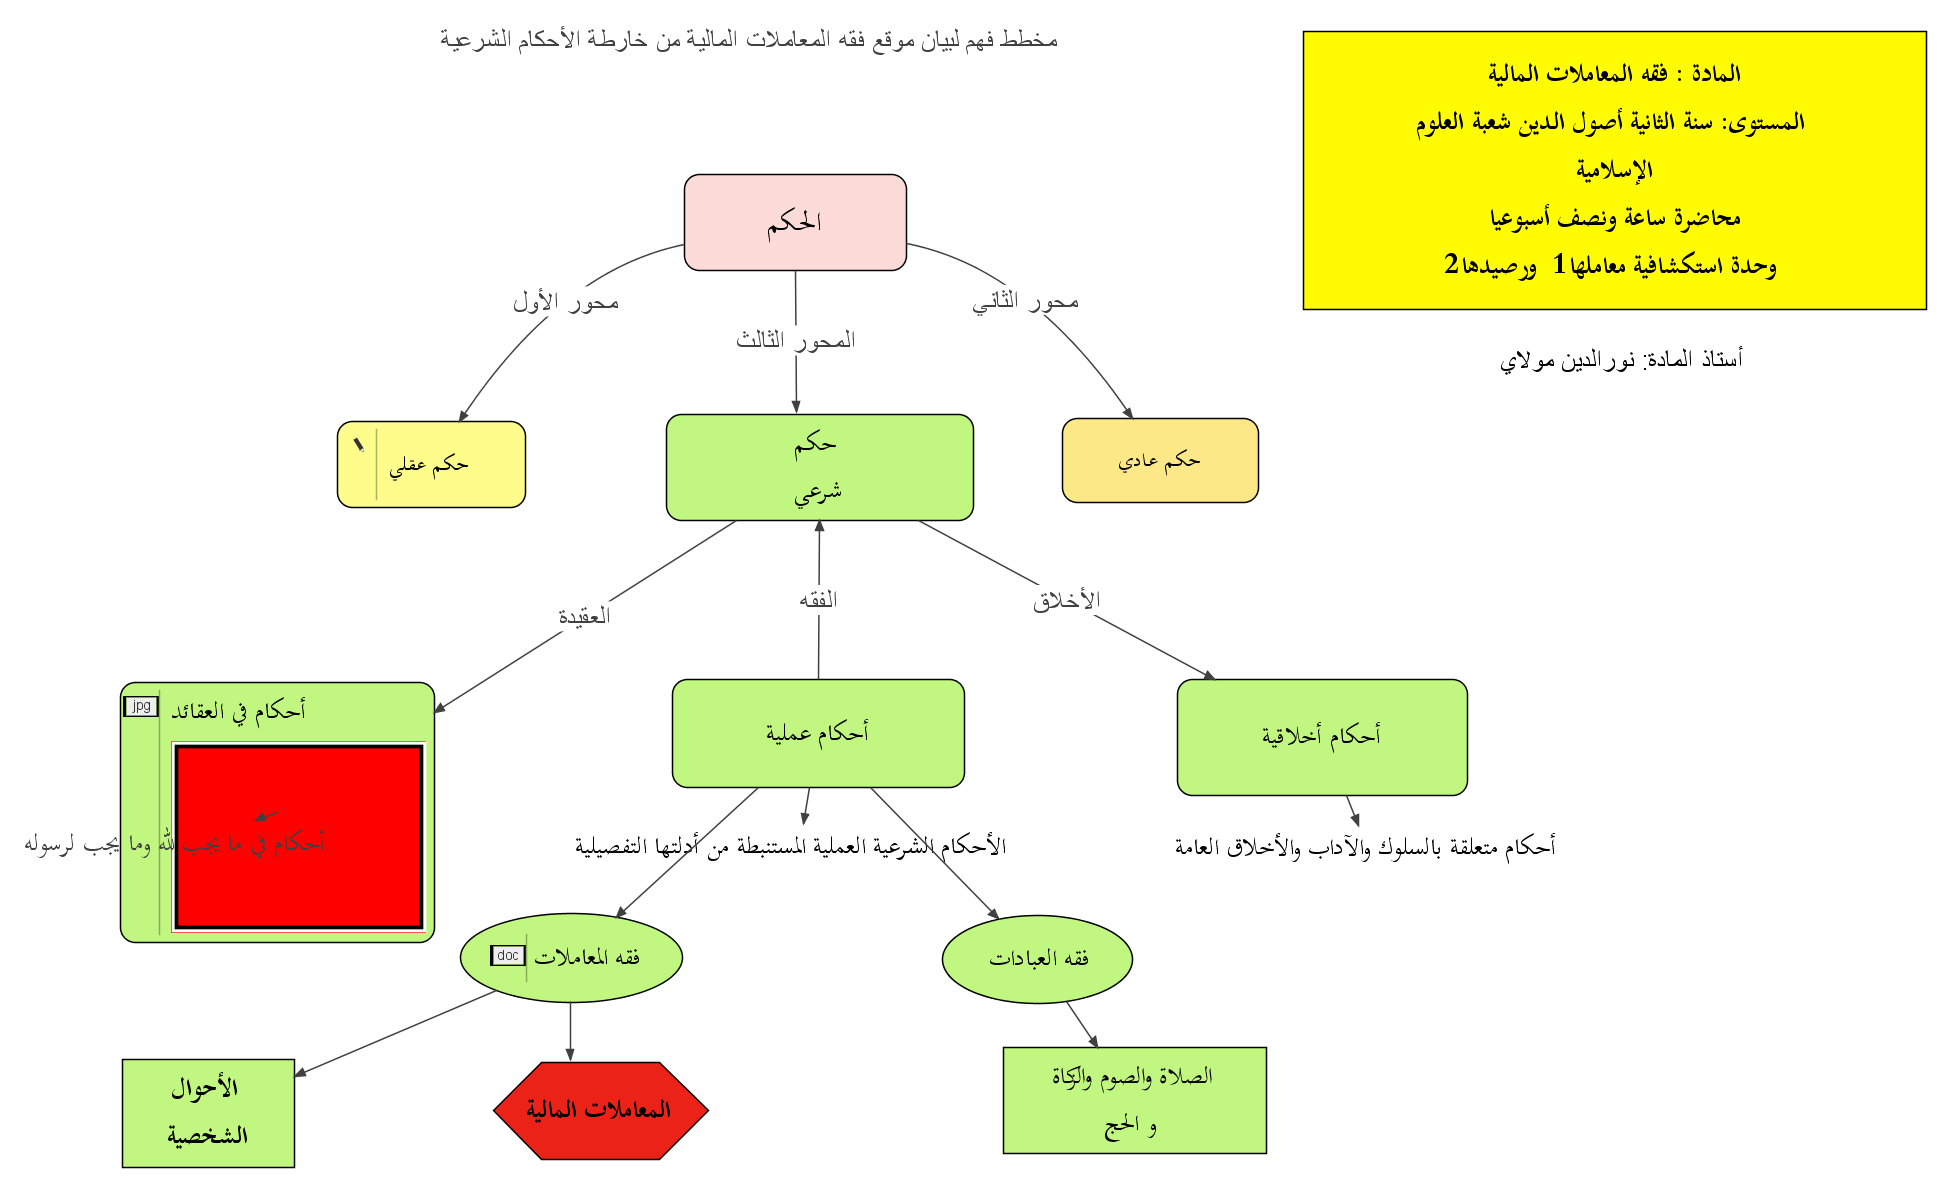 مخطط فهم لبيان موقع فقه المعاملات المالية من خارطة الأحكام الشرعية
المادة : فقه المعاملات المالية
المستوى: سنة الثانية أصول الدين شعبة العلوم
الإسلامية
محاضرة ساعة ونصف أسبوعيا
وحدة استكشافية معاملها1 ورصيدها2
أستاذ المادة: نورالدين مولاي
الحكم
محور الثاني
المحور الثالث
محور الأول
حكم عادي
حكم
شرعي
حكم عقلي
الأخلاق
الفقه
العقيدة
أحكام أخلاقية
أحكام عملية
أحكام في العقائد
jpg
أحكام متعلقة بالسلوك والآداب والأخلاق العامة
الأحكام الشرعية العملية المستنبطة من أدلتها التفصيلية
أحكام في ما يجب لله وما يجب لرسوله
فقه العبادات
فقه المعاملات
doc
الصلاة والصوم والزكاة
و الحج
المعاملات المالية
الأحوال
الشخصية